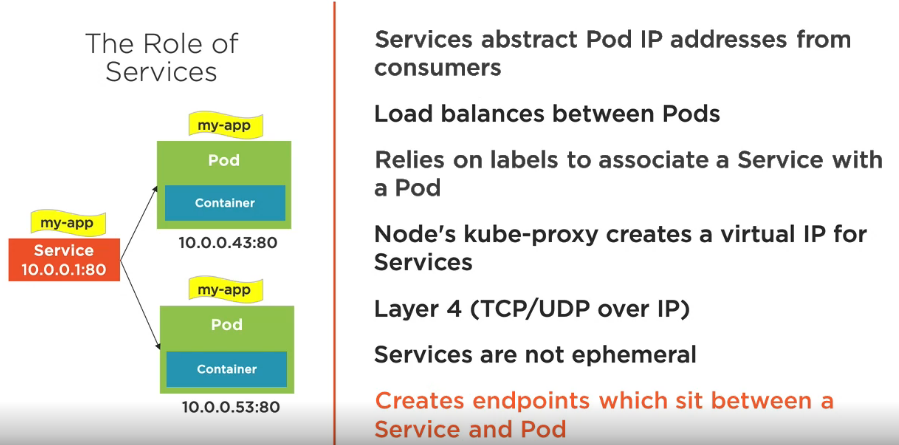 The Role of
Services
my-app
Pod
Container
10.0.0.43:80
my-app
Service
10.0.0.1:80
my-app
Pod
Container
10.0.0.53:80
Services abstract Pod IP addresses from
consumers
Load balances between Pods
Relies on labels to associate a Service with
a Pod
Node's kube-proxy creates a virtual IP for
Services
Layer 4 (TCP/UDP over IP)
Services are not ephemeral
Creates endpoints which sit between a
Service and Pod